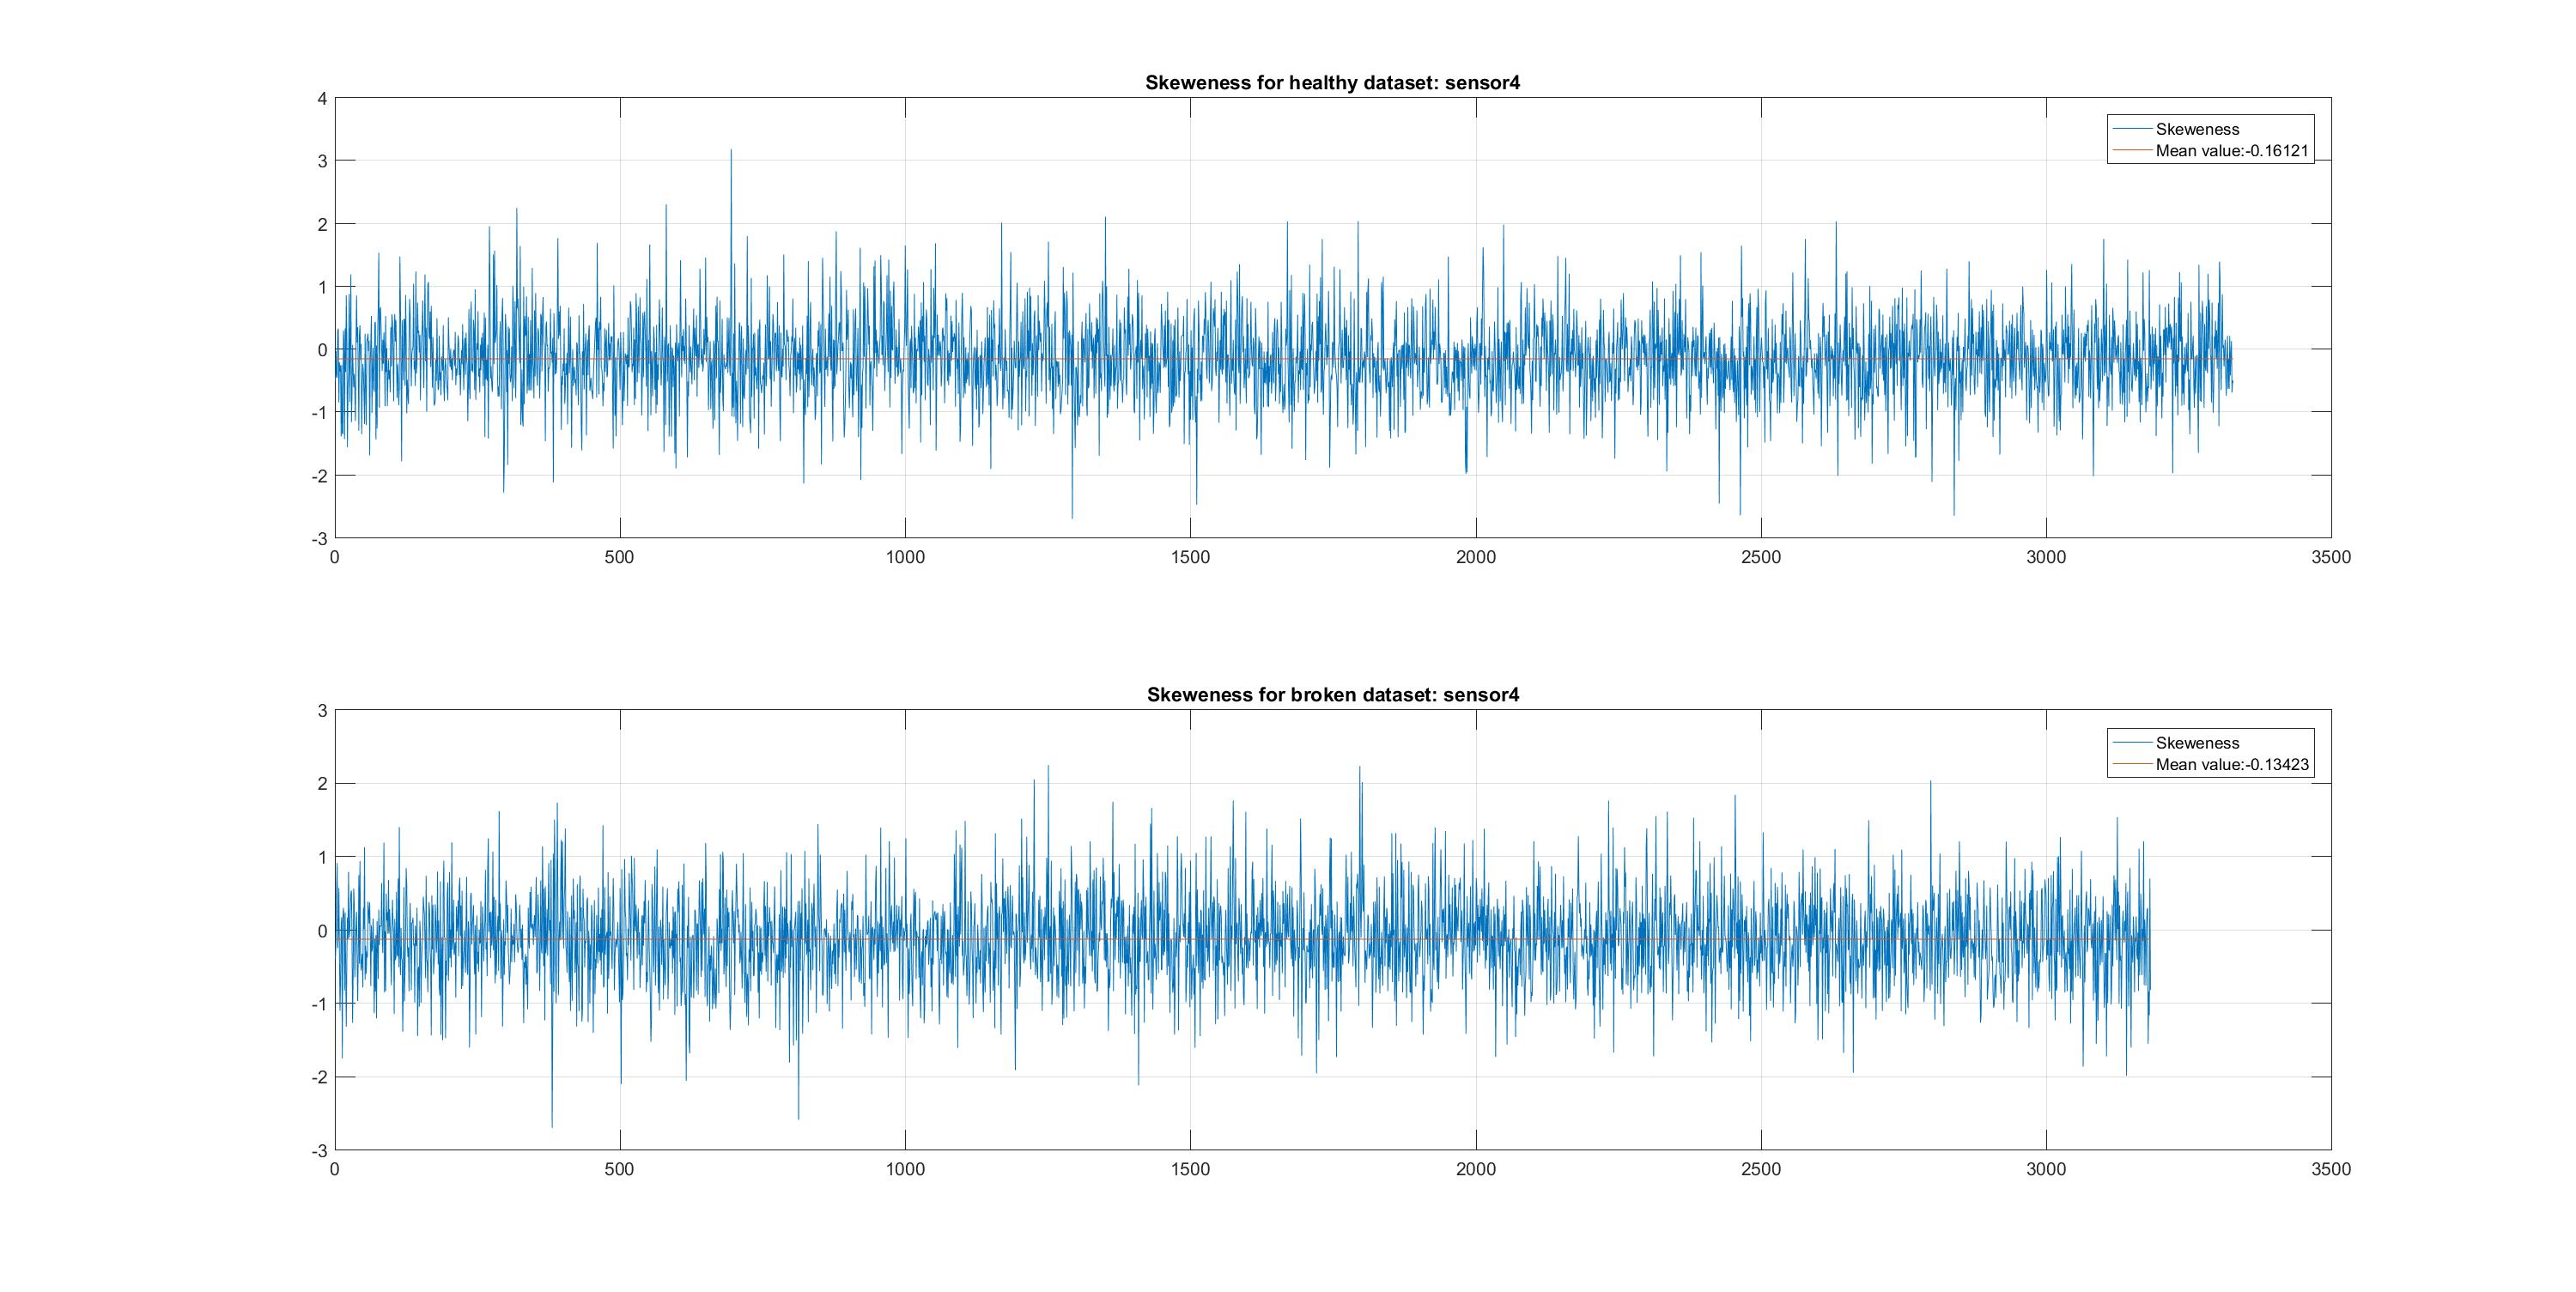 Skeweness for healthy dataset: sensor4
4
3
2
1
0
-1
-2
-3
Skeweness
Mean value:-0.16121
0 500 1000 1500 2000 2500 3000 3500
Skeweness for broken dataset: sensor4
3
2
1
0
-1
-2
-3
Skeweness
Mean value:-0.13423
0 500 1000 1500 2000 2500 3000 3500